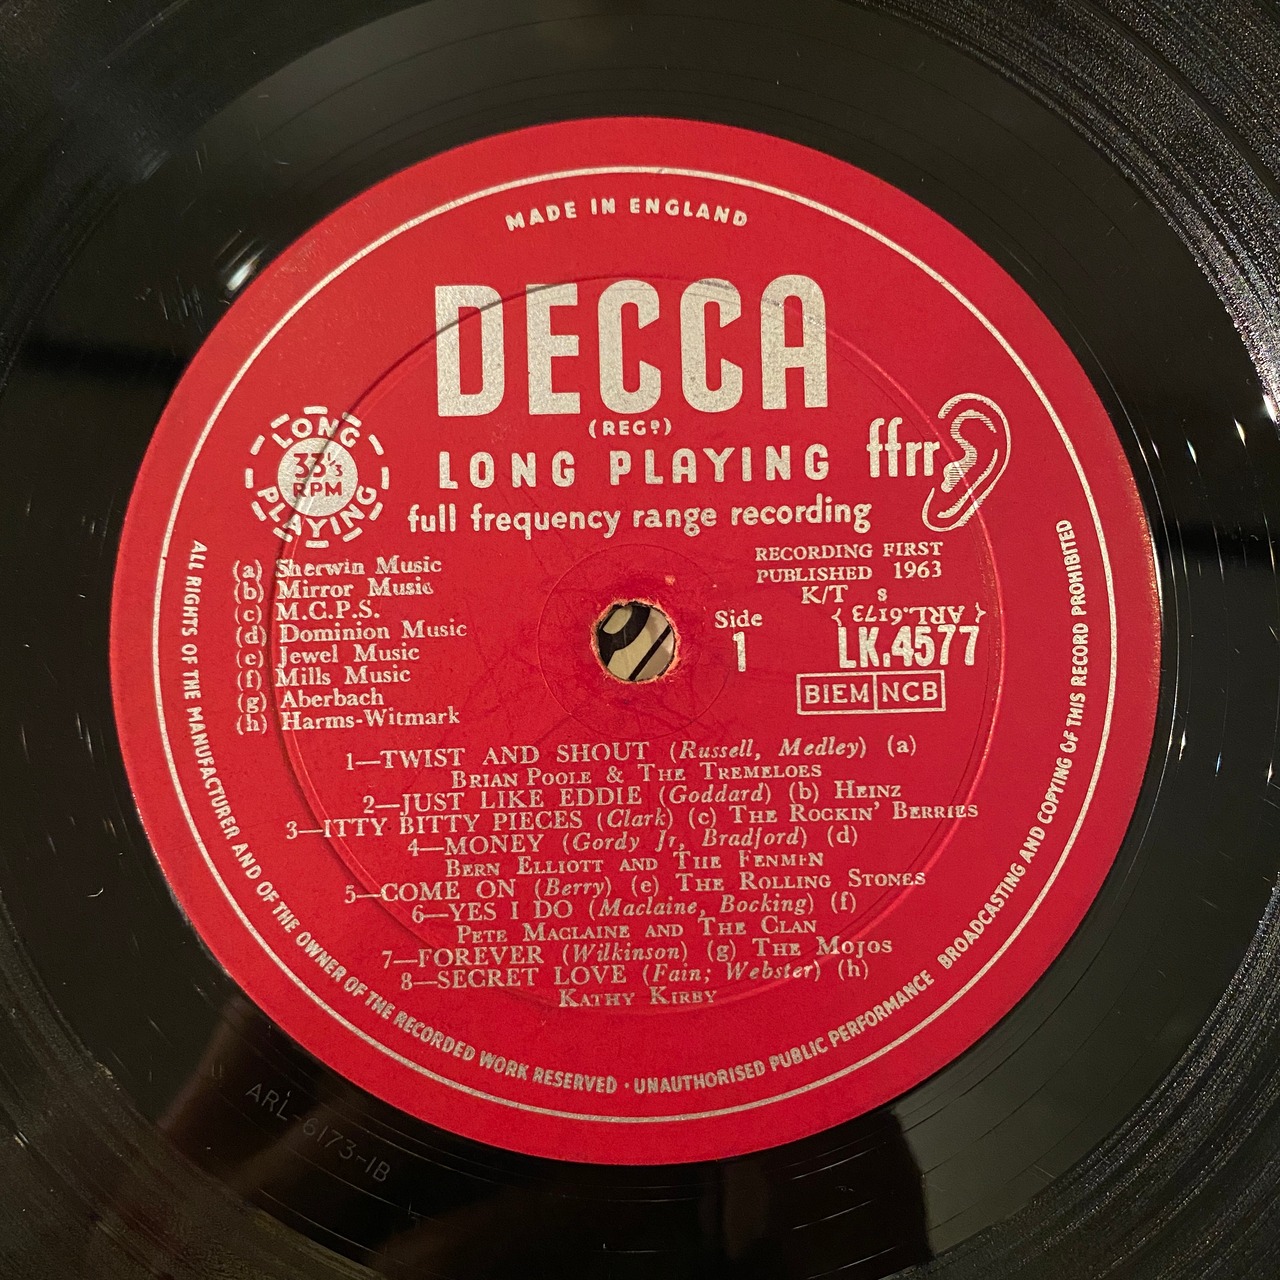 MADE IN ENGLAND
DECCA
(REGD)
LONG PLAYING
ffrr
full frequency range recording
LONG
33 1/3
RPM
PLAYING
(a) Sherwin Music
(b) Mirror Music
(c) M.C.P.S.
(d) Dominion Music
(e) Jewel Music
(f) Mills Music
(g) Aberbach
(h) Harms-Witmark
RECORDING FIRST
PUBLISHED 1963
K/T s
{ ARL.6173 }
Side
1
LK.4577
BIEM NCB
1—TWIST AND SHOUT (Russell, Medley) (a)
BRIAN POOLE & THE TREMELOES
2—JUST LIKE EDDIE (Goddard) (b) HEINZ
3—ITTY BITTY PIECES (Clark) (c) THE ROCKIN' BERRIES
4—MONEY (Gordy Jr, Bradford) (d)
BERN ELLIOTT AND THE FENMEN
5—COME ON (Berry) (e) THE ROLLING STONES
6—YES I DO (Maclaine, Bocking) (f)
PETE MACLAINE AND THE CLAN
7—FOREVER (Wilkinson) (g) THE MOJOS
8—SECRET LOVE (Fain; Webster) (h)
KATHY KIRBY
ALL RIGHTS OF THE MANUFACTURER AND OF THE OWNER OF THE RECORDED WORK RESERVED · UNAUTHORISED PUBLIC PERFORMANCE BROADCASTING AND COPYING OF THIS RECORD PROHIBITED
ARL-6173-1B